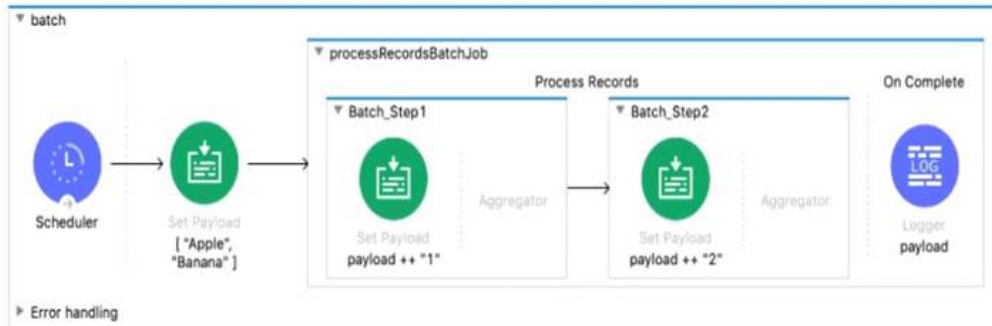 batch
processRecordsBatchJob
Process Records
On Complete
Batch_Step1
Batch_Step2
LOG
Aggregator
Aggregator
Scheduler
Set Payload
[ "Apple",
"Banana" ]
Set Payload
payload ++ "1"
Set Payload
payload ++ "2"
Logger
payload
Error handling